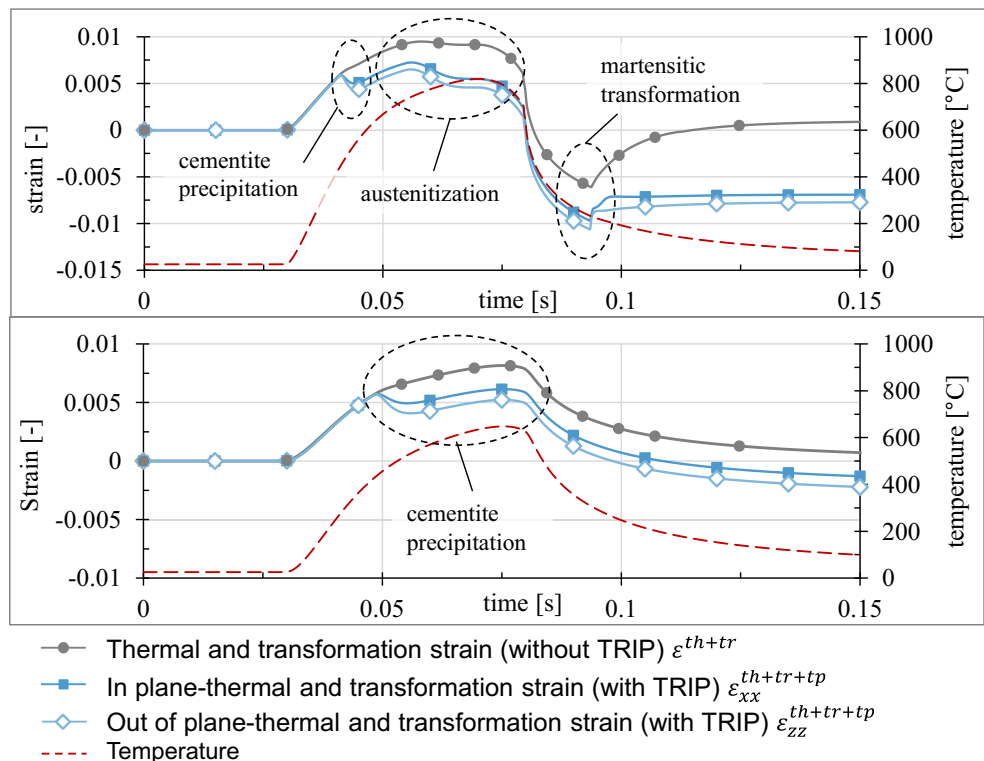 0.01
0.005
0
-0.005
-0.01
-0.015
strain [-]
1000
800
600
400
200
0
temperature [°C]
cementite
precipitation
austenitization
martensitic
transformation
0
0.05
time [s]
0.1
0.15
0.01
0.005
0
-0.005
-0.01
Strain [-]
1000
800
600
400
200
0
temperature [°C]
cementite
precipitation
0
0.05
time [s]
0.1
0.15
Thermal and transformation strain (without TRIP) ε^{th+tr}
In plane-thermal and transformation strain (with TRIP) ε_{xx}^{th+tr+tp}
Out of plane-thermal and transformation strain (with TRIP) ε_{zz}^{th+tr+tp}
Temperature